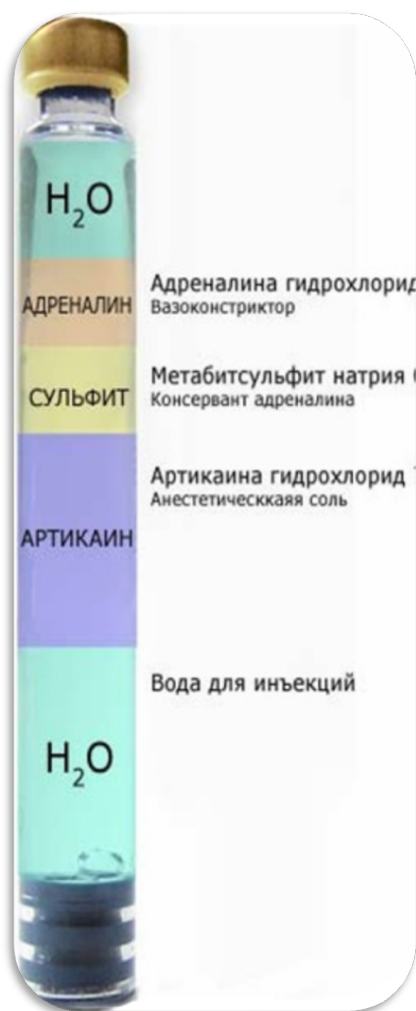 H₂O
АДРЕНАЛИН
Адреналина гидрохлорид
Вазоконстриктор
СУЛЬФИТ
Метабитсульфит натрия
Консервант адреналина
АРТИКАИН
Артикаина гидрохлорид
Анестетическкаяя соль
Вода для инъекций
H₂O